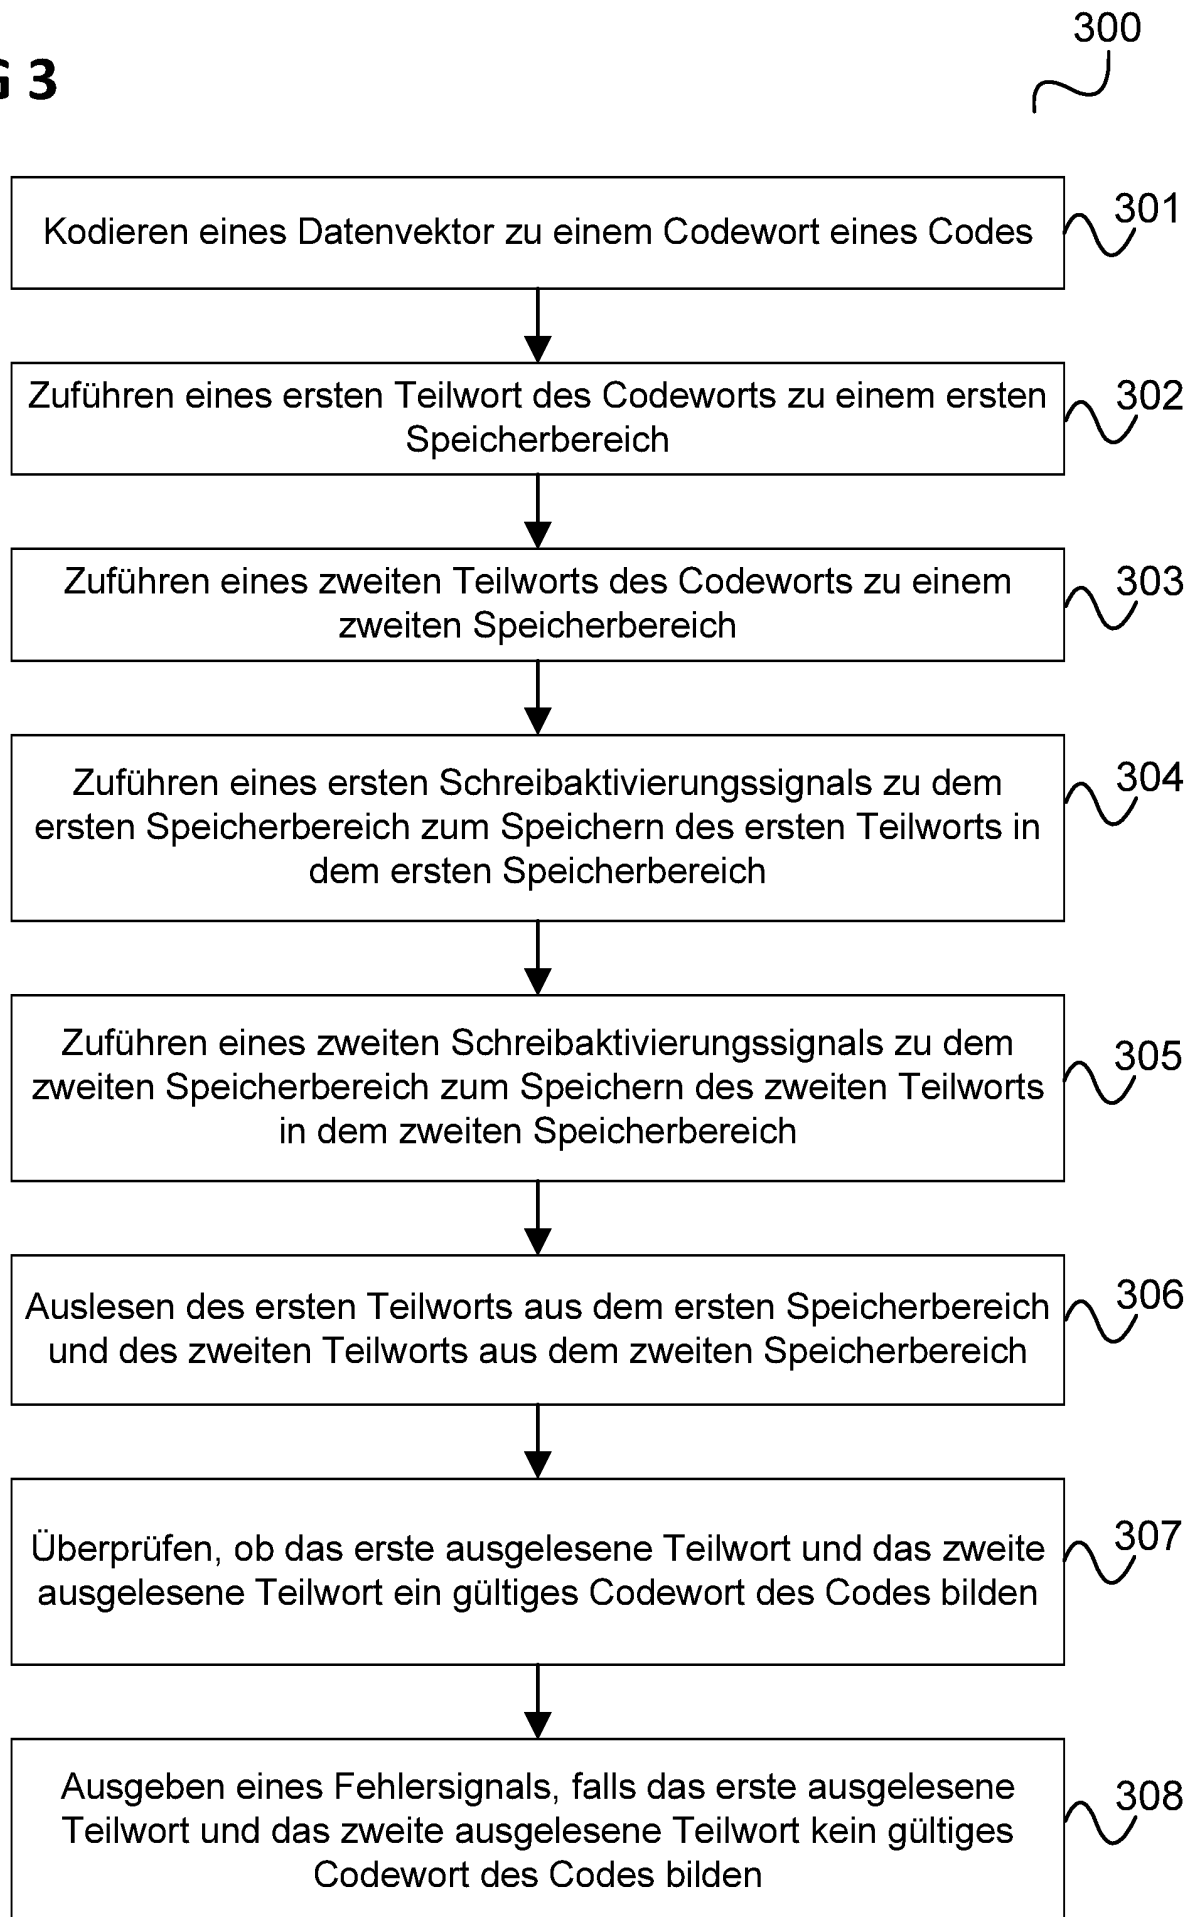 300
G 3
Kodieren eines Datenvektor zu einem Codewort eines Codes
301
Zuführen eines ersten Teilwort des Codeworts zu einem ersten
Speicherbereich
302
Zuführen eines zweiten Teilworts des Codeworts zu einem
zweiten Speicherbereich
303
Zuführen eines ersten Schreibaktivierungssignals zu dem
ersten Speicherbereich zum Speichern des ersten Teilworts in
dem ersten Speicherbereich
304
Zuführen eines zweiten Schreibaktivierungssignals zu dem
zweiten Speicherbereich zum Speichern des zweiten Teilworts
in dem zweiten Speicherbereich
305
Auslesen des ersten Teilworts aus dem ersten Speicherbereich
und des zweiten Teilworts aus dem zweiten Speicherbereich
306
Überprüfen, ob das erste ausgelesene Teilwort und das zweite
ausgelesene Teilwort ein gültiges Codewort des Codes bilden
307
Ausgeben eines Fehlersignals, falls das erste ausgelesene
Teilwort und das zweite ausgelesene Teilwort kein gültiges
Codewort des Codes bilden
308